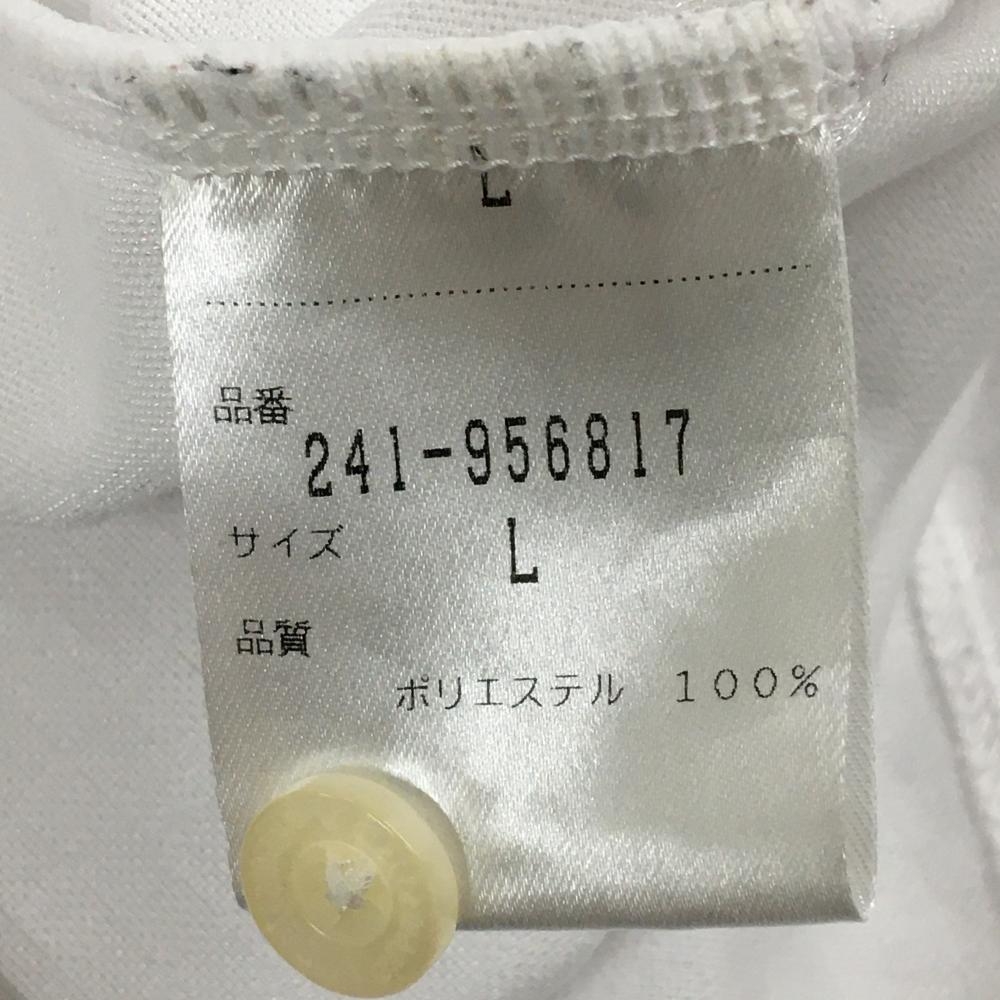 L
品番
241-956817
サイズ L
品質
ポリエステル 100%